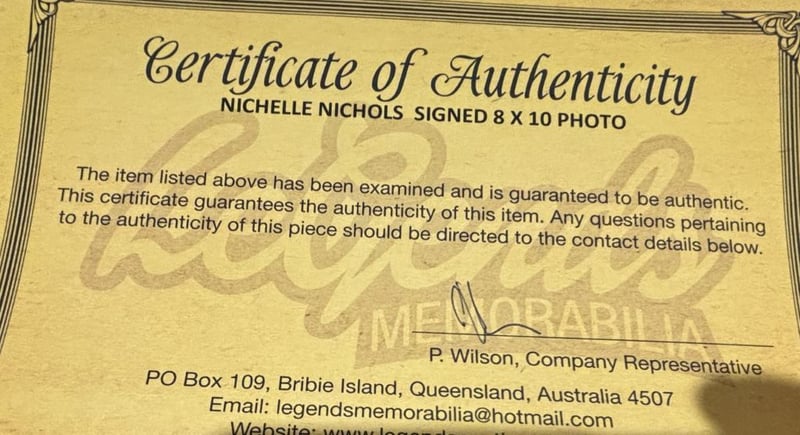 Certificate of Authenticity
NICHELLE NICHOLS SIGNED 8 X 10 PHOTO
The item listed above has been examined and is guaranteed to be authentic.
This certificate guarantees the authenticity of this item. Any questions pertaining
to the authenticity of this piece should be directed to the contact details below.
Legends
MEMORABILIA
P. Wilson, Company Representative
PO Box 109, Bribie Island, Queensland, Australia 4507
Email: legendsmemorabilia@hotmail.com
Website: